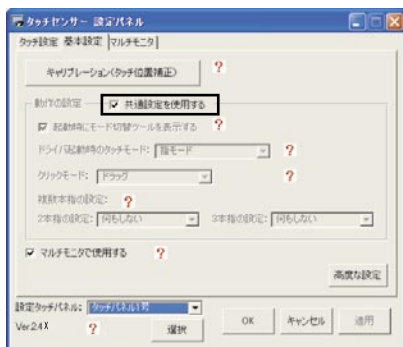 タッチセンサー 設定パネル
タッチ設定 基本設定 マルチモニタ
キャリブレーション(タッチ位置補正) ?
動作の設定 共通設定を使用する
起動時にモード切替ツールを表示する ?
ドライバ起動時のタッチモード: 指モード ?
クリックモード: ドラッグ ?
複数本指の設定: ?
2本指の設定: 何もしない 3本指の設定: 何もしない
マルチモニタで使用する ?
高度な設定
設定タッチパネル: タッチパネル1号
Ver.2.4X ? 選択 OK キャンセル 適用